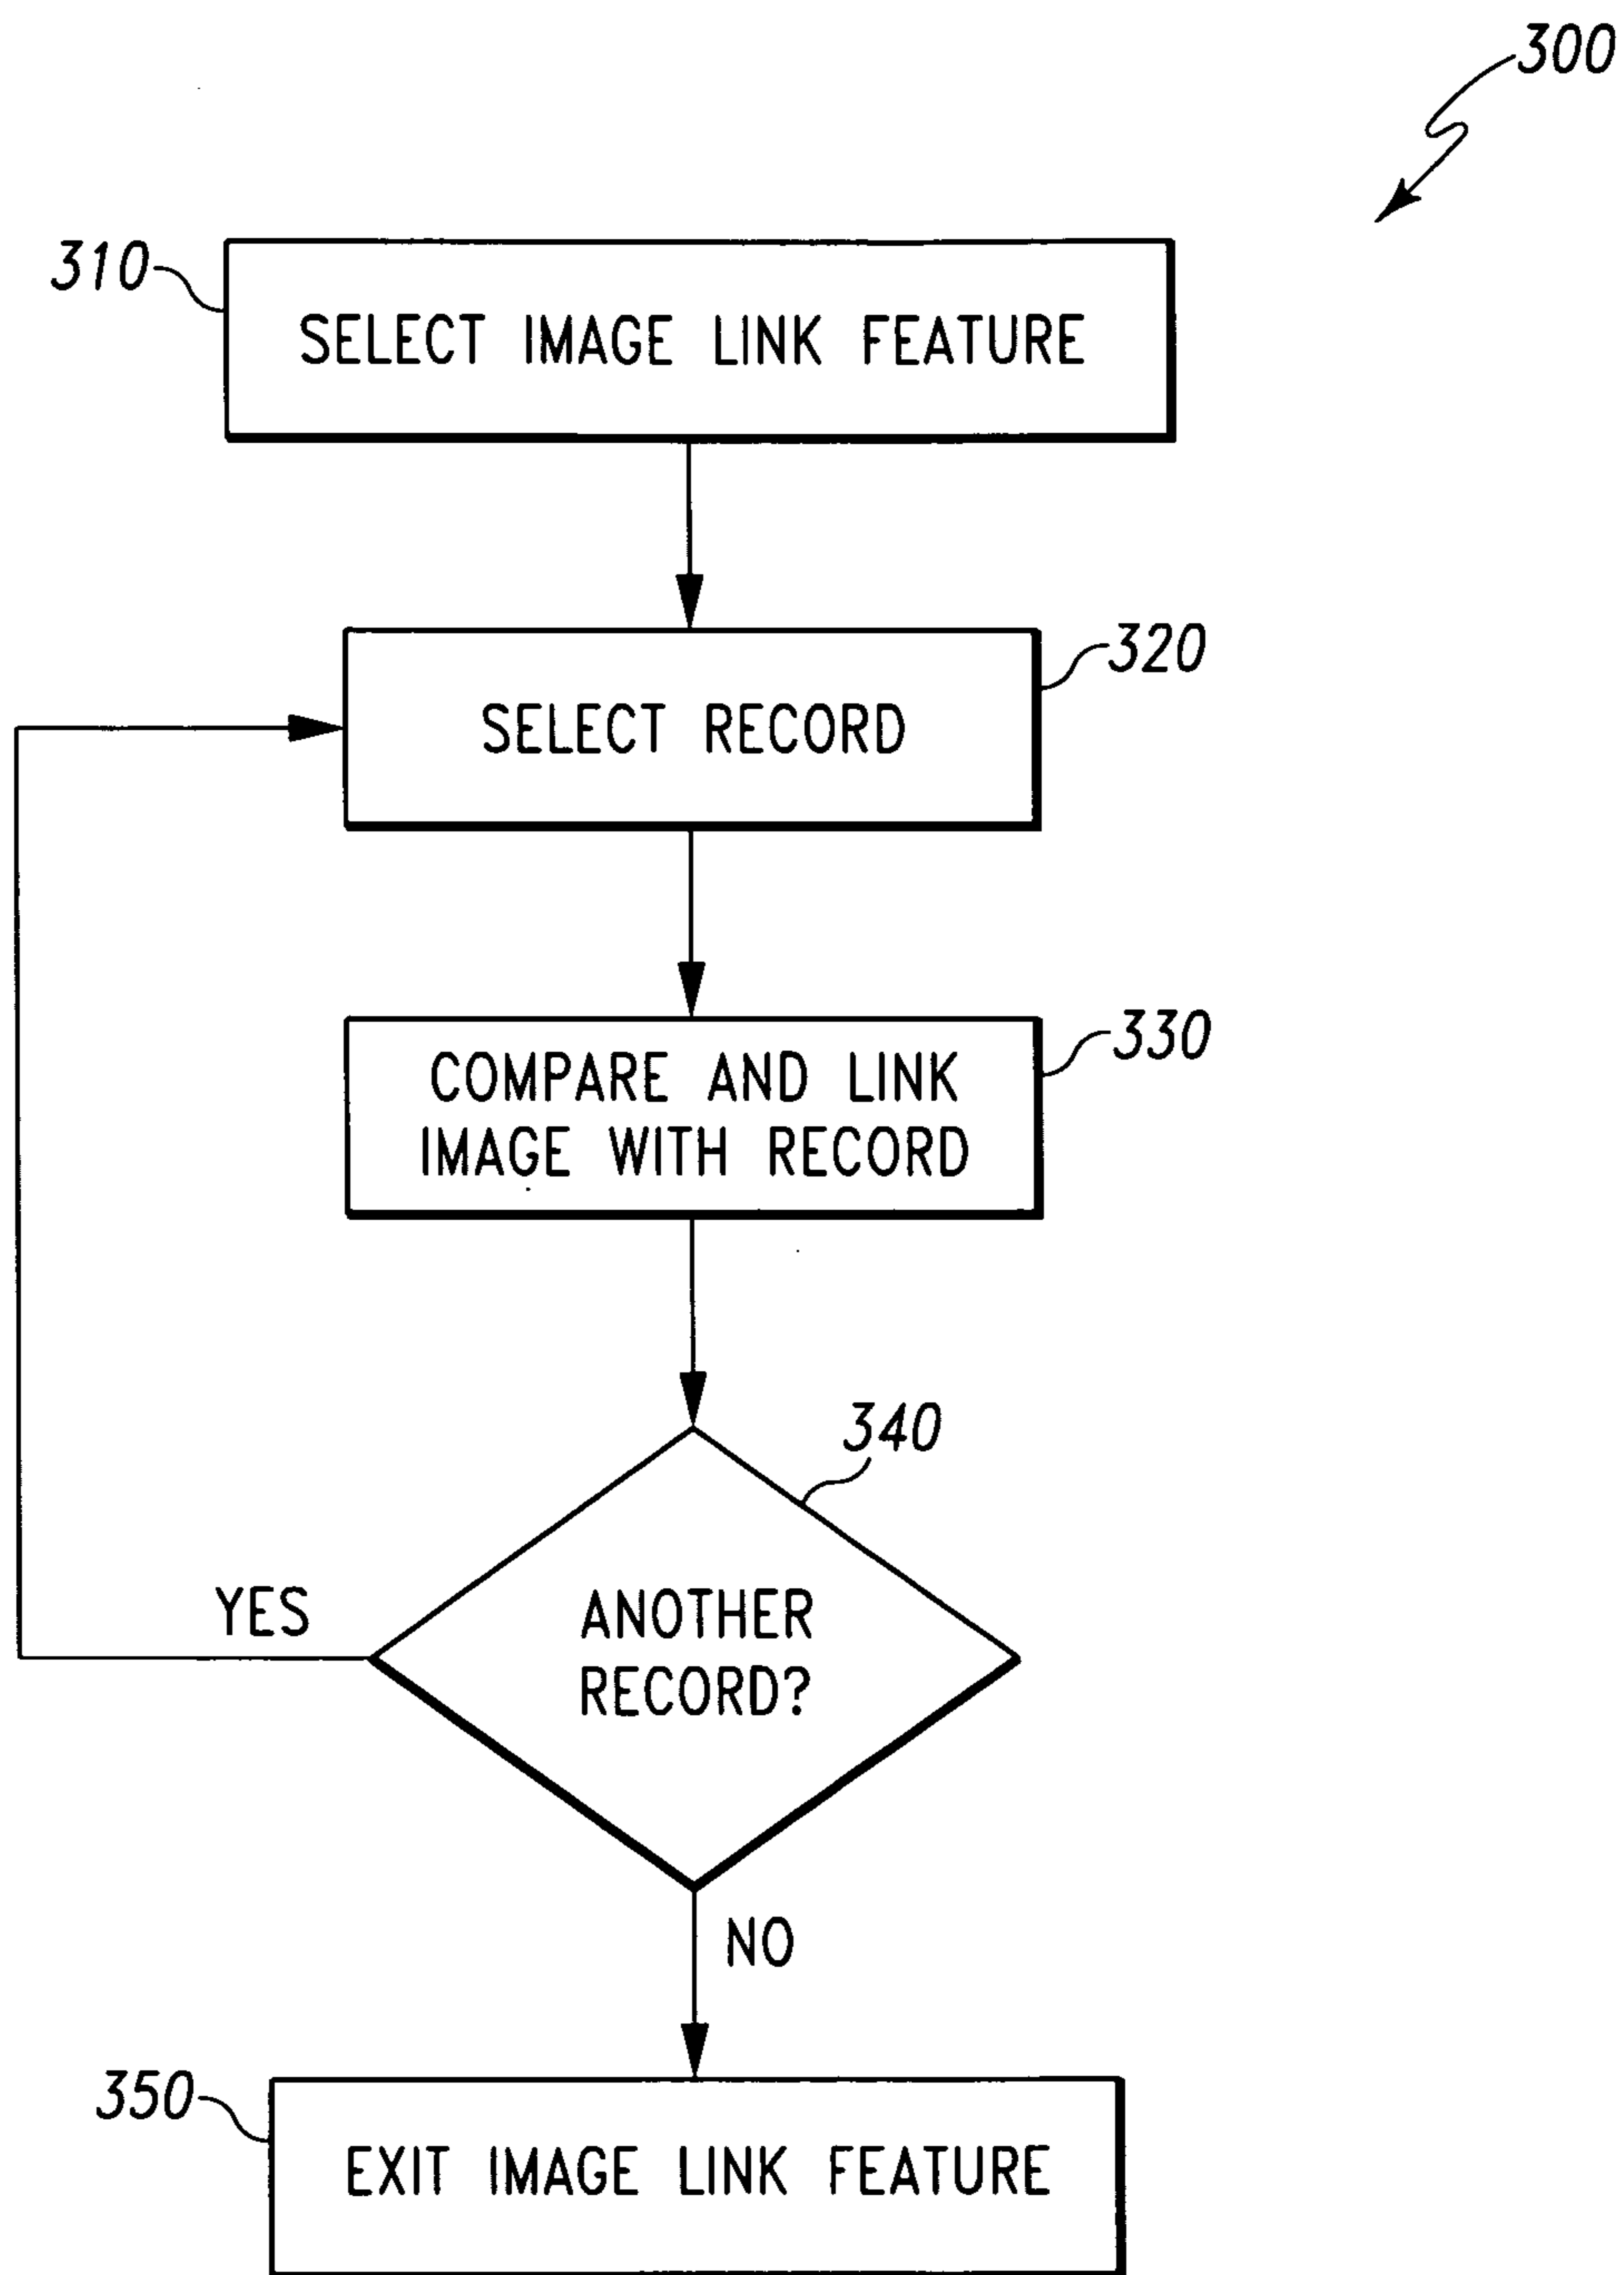 300
310
SELECT IMAGE LINK FEATURE
320
SELECT RECORD
330
COMPARE AND LINK
IMAGE WITH RECORD
340
ANOTHER
RECORD?
YES
NO
350
EXIT IMAGE LINK FEATURE